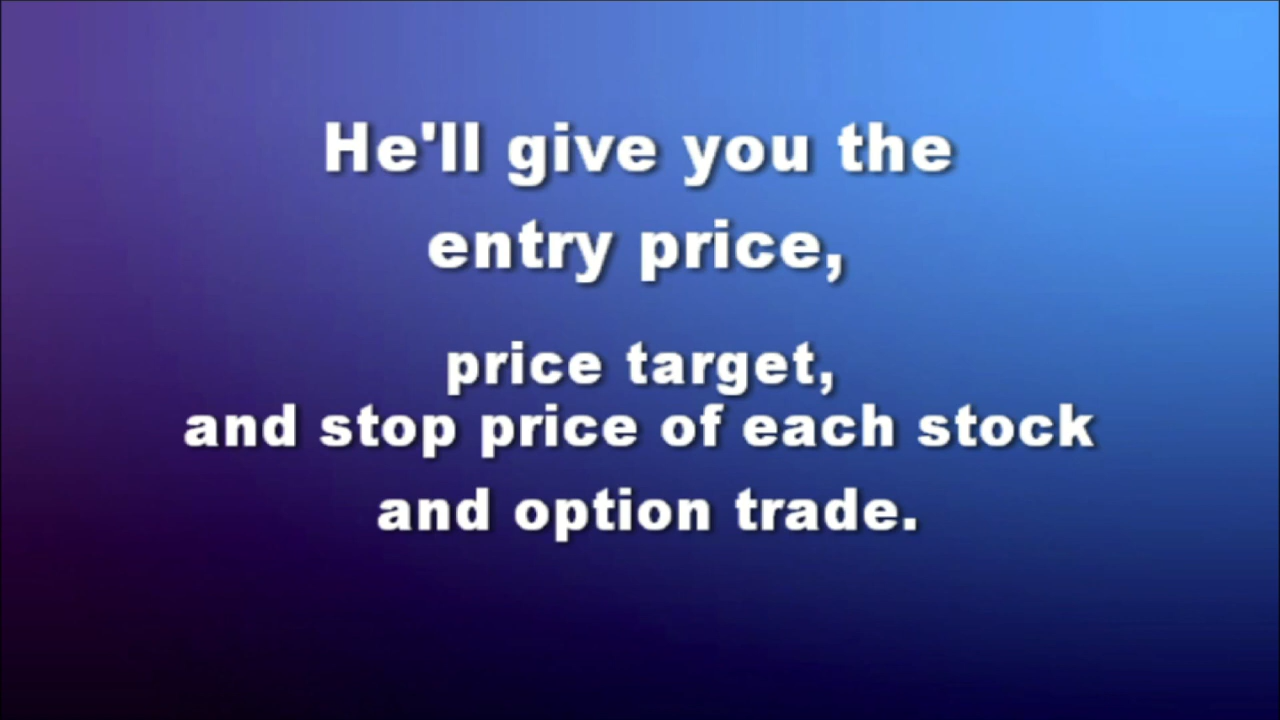 He'll give you the
entry price,
price target,
and stop price of each stock
and option trade.